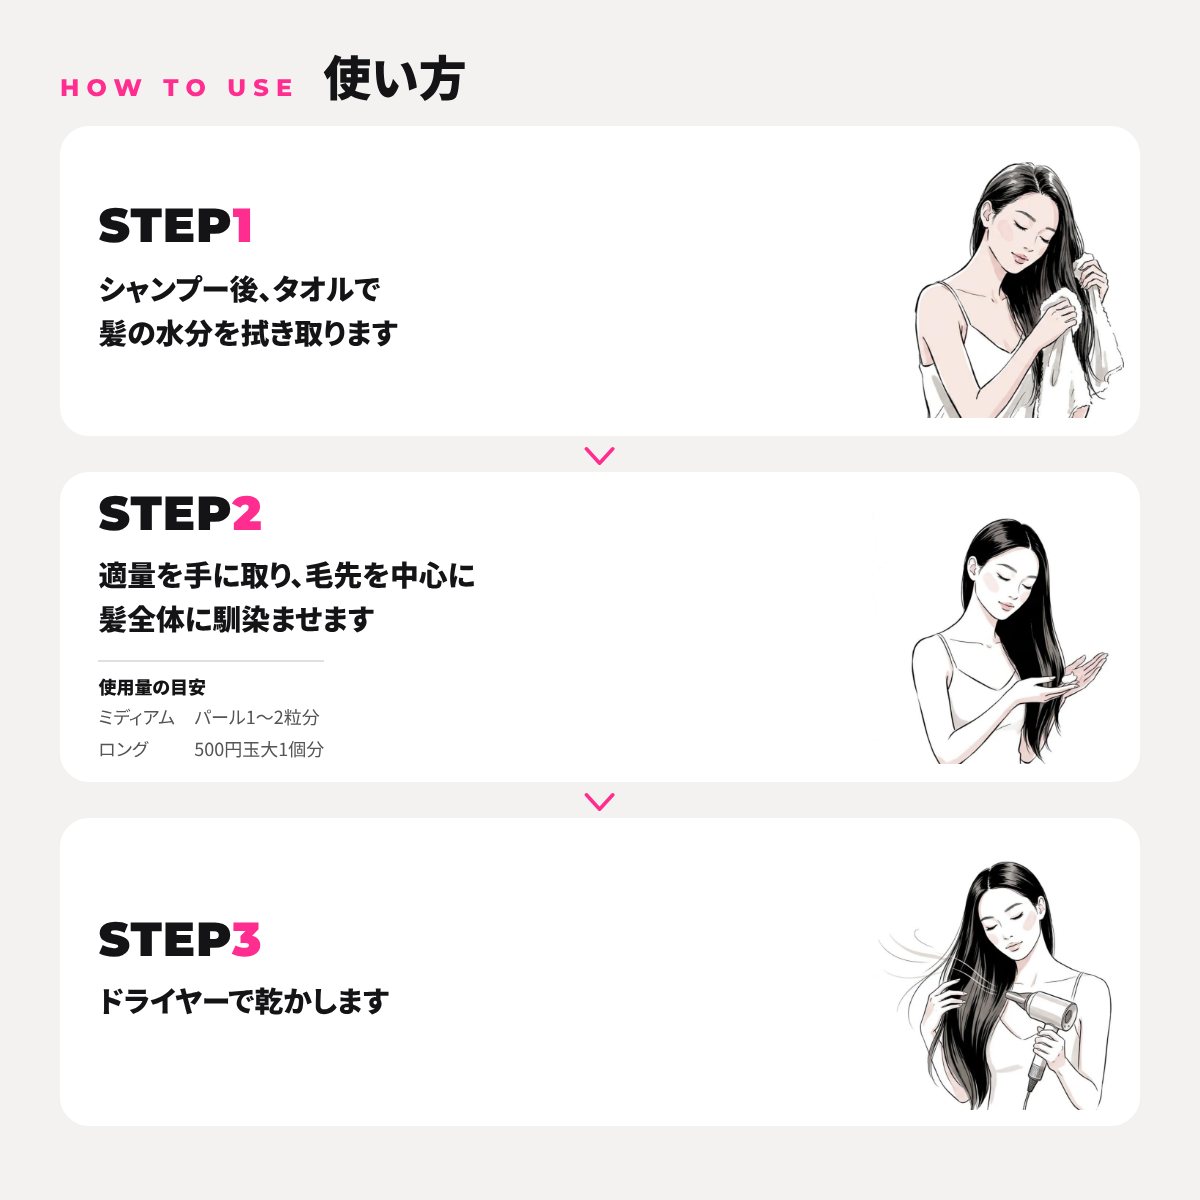 HOW TO USE 使い方
STEP1
シャンプー後、タオルで
髪の水分を拭き取ります
STEP2
適量を手に取り、毛先を中心に
髪全体に馴染ませます
使用量の目安
ミディアム パール1〜2粒分
ロング 500円玉大1個分
STEP3
ドライヤーで乾かします